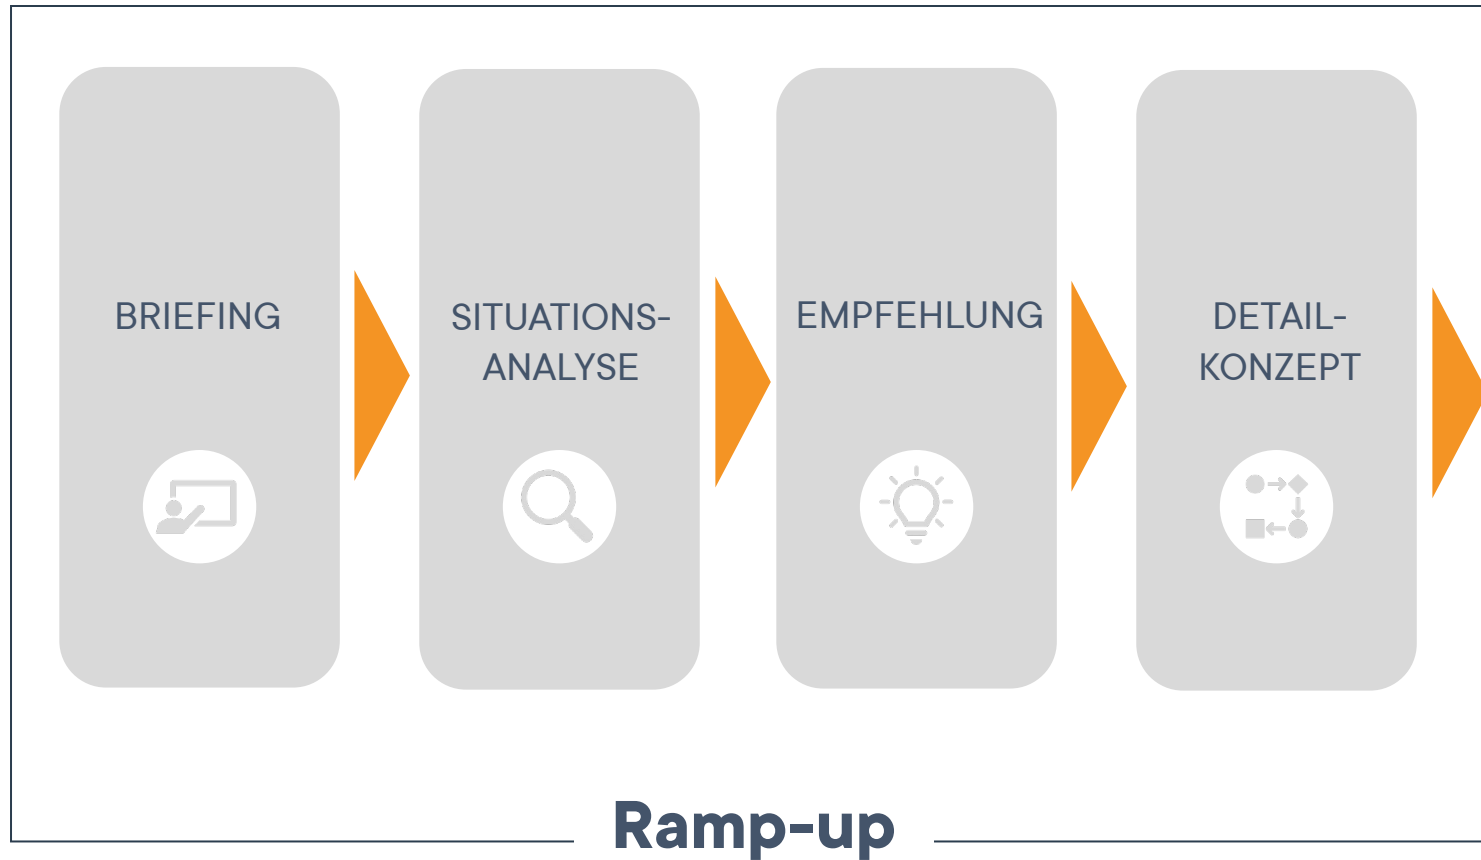 BRIEFING
SITUATIONS-
ANALYSE
EMPFEHLUNG
DETAIL-
KONZEPT
Ramp-up